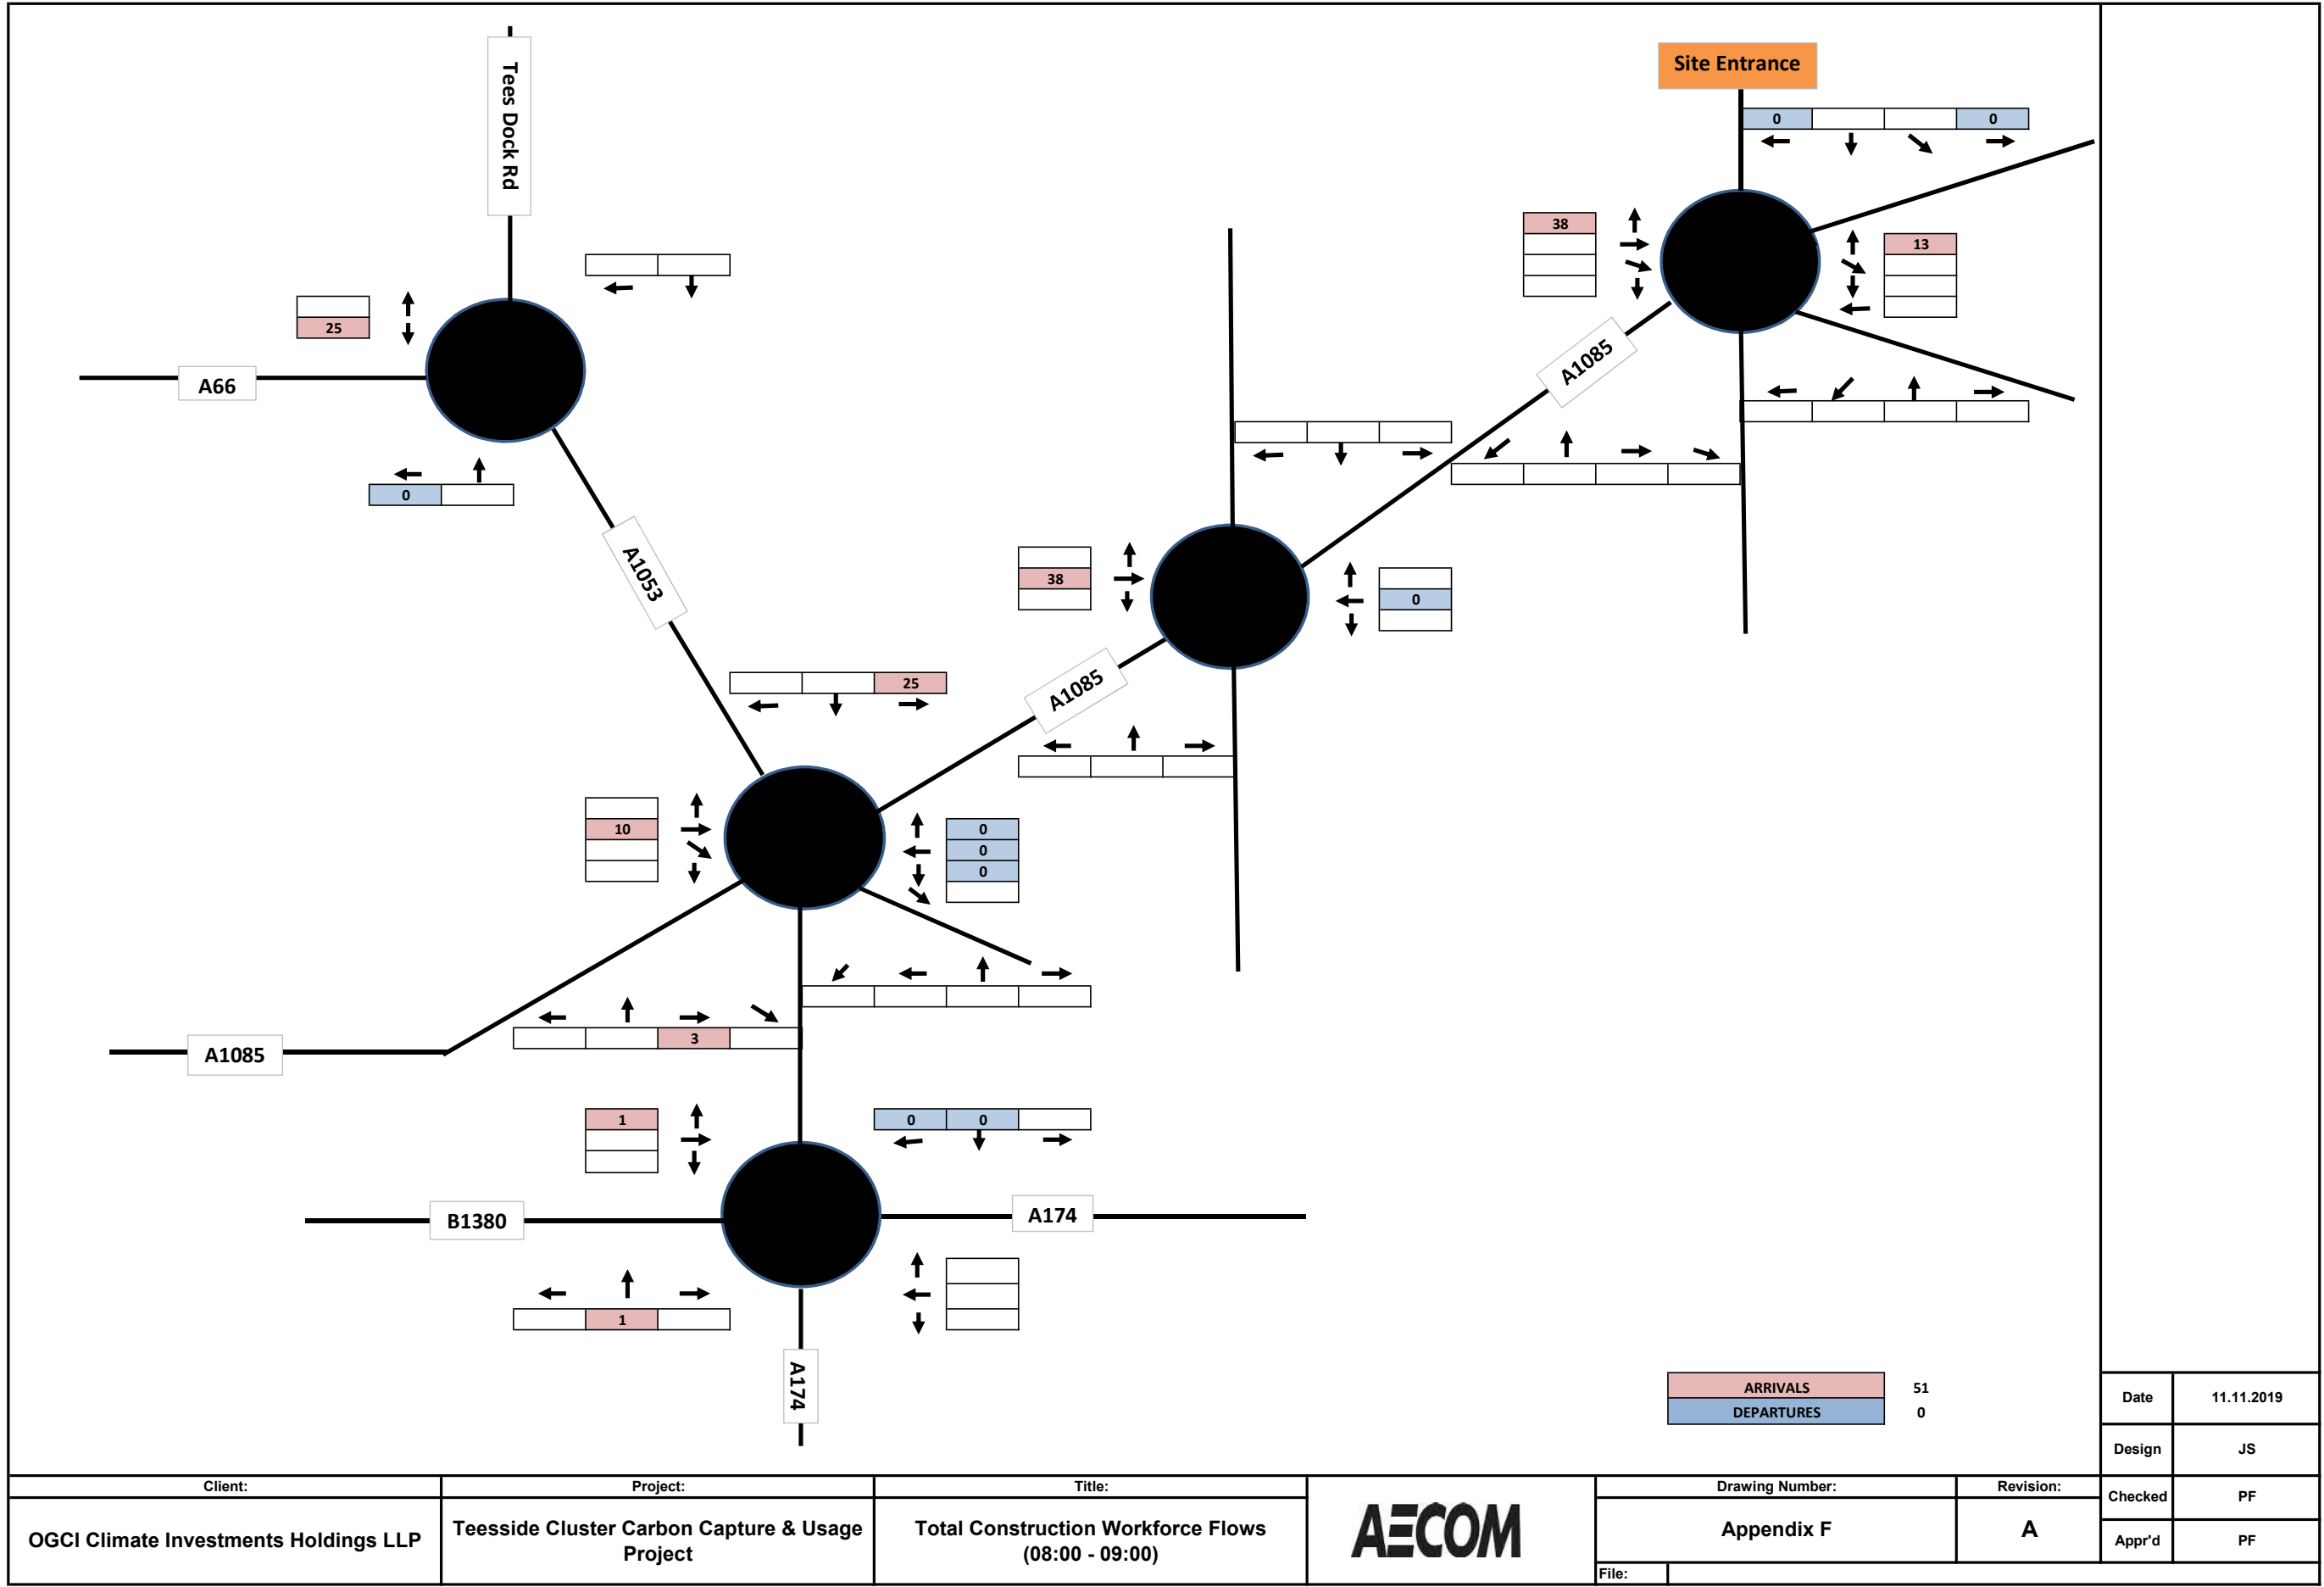 Site Entrance
Tees Dock Rd
0 0
38
13
25
A66
0
A1085
38
0
A1053
25
A1085
10
0
0
0
3
A1085
1
0 0
B1380
A174
1
A174
ARRIVALS 51
DEPARTURES 0
Date 11.11.2019
Design JS
Checked PF
Appr'd PF
Client:
OGCI Climate Investments Holdings LLP
Project:
Teesside Cluster Carbon Capture & Usage
Project
Title:
Total Construction Workforce Flows
(08:00 - 09:00)
AECOM
Drawing Number:
Appendix F
Revision:
A
File: